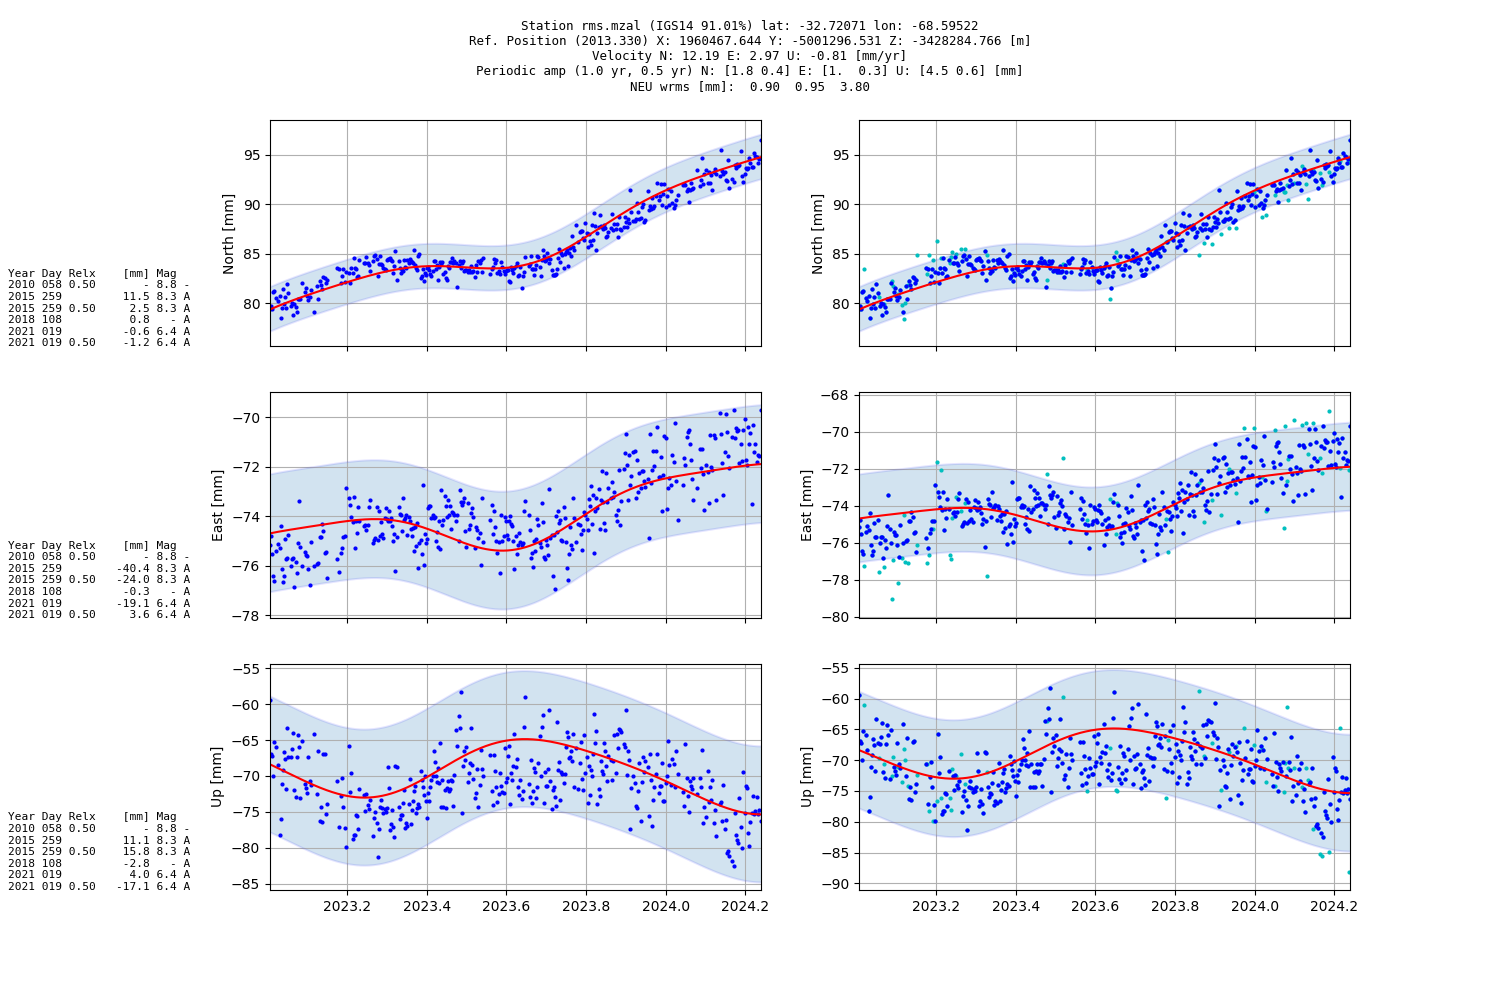 Station rms.mzal (IGS14 91.01%) lat: -32.72071 lon: -68.59522
Ref. Position (2013.330) X: 1960467.644 Y: -5001296.531 Z: -3428284.766 [m]
Velocity N: 12.19 E: 2.97 U: -0.81 [mm/yr]
Periodic amp (1.0 yr, 0.5 yr) N: [1.8 0.4] E: [1.  0.3] U: [4.5 0.6] [mm]
NEU wrms [mm]:  0.90  0.95  3.80
Year Day Relx    [mm] Mag
2010 058 0.50       - 8.8 -
2015 259         11.5 8.3 A
2015 259 0.50     2.5 8.3 A
2018 108          0.8   - A
2021 019         -0.6 6.4 A
2021 019 0.50    -1.2 6.4 A
North [mm]
95
90
85
80
North [mm]
95
90
85
80
Year Day Relx    [mm] Mag
2010 058 0.50       - 8.8 -
2015 259        -40.4 8.3 A
2015 259 0.50   -24.0 8.3 A
2018 108         -0.3   - A
2021 019        -19.1 6.4 A
2021 019 0.50     3.6 6.4 A
East [mm]
−70
−72
−74
−76
−78
East [mm]
−68
−70
−72
−74
−76
−78
−80
Year Day Relx    [mm] Mag
2010 058 0.50       - 8.8 -
2015 259         11.1 8.3 A
2015 259 0.50    15.8 8.3 A
2018 108         -2.8   - A
2021 019          4.0 6.4 A
2021 019 0.50   -17.1 6.4 A
Up [mm]
−55
−60
−65
−70
−75
−80
−85
2023.2 2023.4 2023.6 2023.8 2024.0 2024.2
Up [mm]
−55
−60
−65
−70
−75
−80
−85
−90
2023.2 2023.4 2023.6 2023.8 2024.0 2024.2